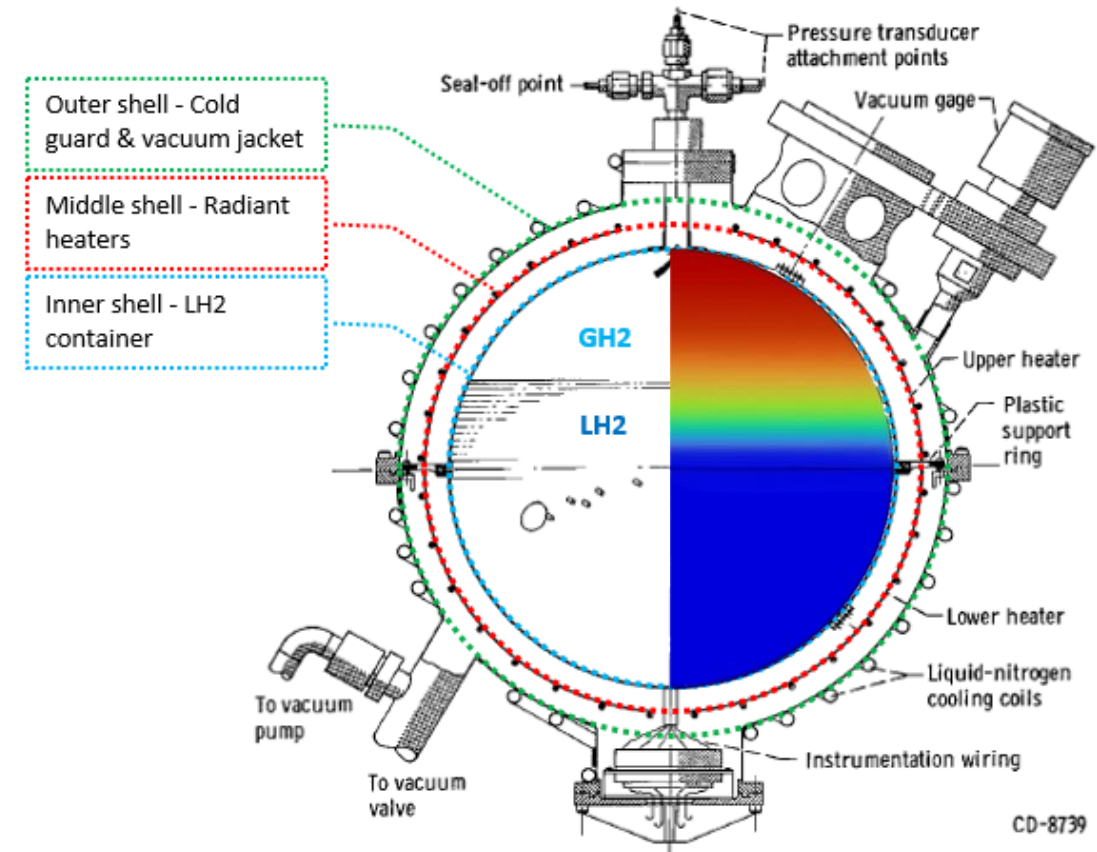 Pressure transducer
attachment points
Seal-off point
Vacuum gage
Outer shell - Cold
guard & vacuum jacket
Middle shell - Radiant
heaters
Inner shell - LH2
container
GH2
LH2
Upper heater
Plastic
support
ring
Lower heater
Liquid-nitrogen
cooling coils
To vacuum
pump
Instrumentation wiring
To vacuum
valve
CD-8739